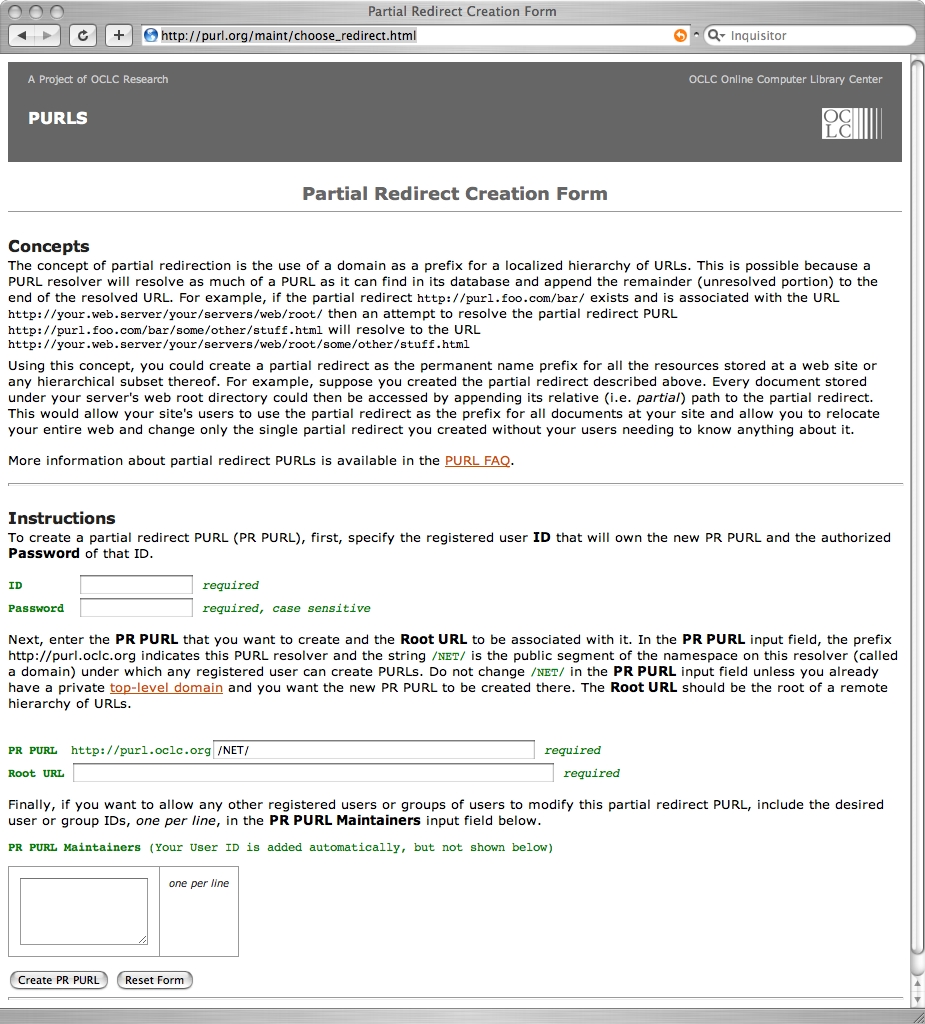 Partial Redirect Creation Form
http://purl.org/maint/choose_redirect.html
Inquisitor
A Project of OCLC Research
OCLC Online Computer Library Center
PURLS
OC
LC
Partial Redirect Creation Form
Concepts
The concept of partial redirection is the use of a domain as a prefix for a localized hierarchy of URLs. This is possible because a
PURL resolver will resolve as much of a PURL as it can find in its database and append the remainder (unresolved portion) to the
end of the resolved URL. For example, if the partial redirect http://purl.foo.com/bar/ exists and is associated with the URL
http://your.web.server/your/servers/web/root/ then an attempt to resolve the partial redirect PURL
http://purl.foo.com/bar/some/other/stuff.html will resolve to the URL
http://your.web.server/your/servers/web/root/some/other/stuff.html
Using this concept, you could create a partial redirect as the permanent name prefix for all the resources stored at a web site or
any hierarchical subset thereof. For example, suppose you created the partial redirect described above. Every document stored
under your server's web root directory could then be accessed by appending its relative (i.e. partial) path to the partial redirect.
This would allow your site's users to use the partial redirect as the prefix for all documents at your site and allow you to relocate
your entire web and change only the single partial redirect you created without your users needing to know anything about it.
More information about partial redirect PURLs is available in the PURL FAQ.
Instructions
To create a partial redirect PURL (PR PURL), first, specify the registered user ID that will own the new PR PURL and the authorized
Password of that ID.
ID required
Password required, case sensitive
Next, enter the PR PURL that you want to create and the Root URL to be associated with it. In the PR PURL input field, the prefix
http://purl.oclc.org indicates this PURL resolver and the string /NET/ is the public segment of the namespace on this resolver (called
a domain) under which any registered user can create PURLs. Do not change /NET/ in the PR PURL input field unless you already
have a private top-level domain and you want the new PR PURL to be created there. The Root URL should be the root of a remote
hierarchy of URLs.
PR PURL http://purl.oclc.org /NET/ required
Root URL required
Finally, if you want to allow any other registered users or groups of users to modify this partial redirect PURL, include the desired
user or group IDs, one per line, in the PR PURL Maintainers input field below.
PR PURL Maintainers (Your User ID is added automatically, but not shown below)
one per line
Create PR PURL Reset Form